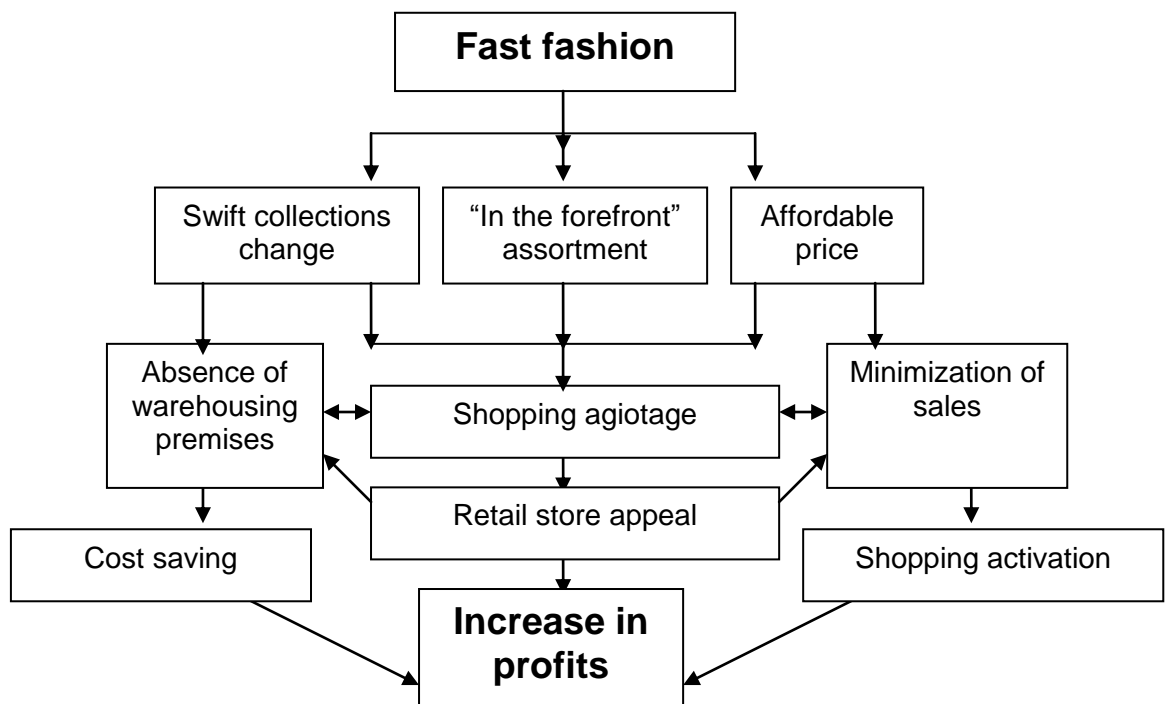 Fast fashion
Swift collections
change
“In the forefront”
assortment
Affordable
price
Absence of
warehousing
premises
Shopping agiotage
Minimization of
sales
Retail store appeal
Cost saving
Shopping activation
Increase in
profits